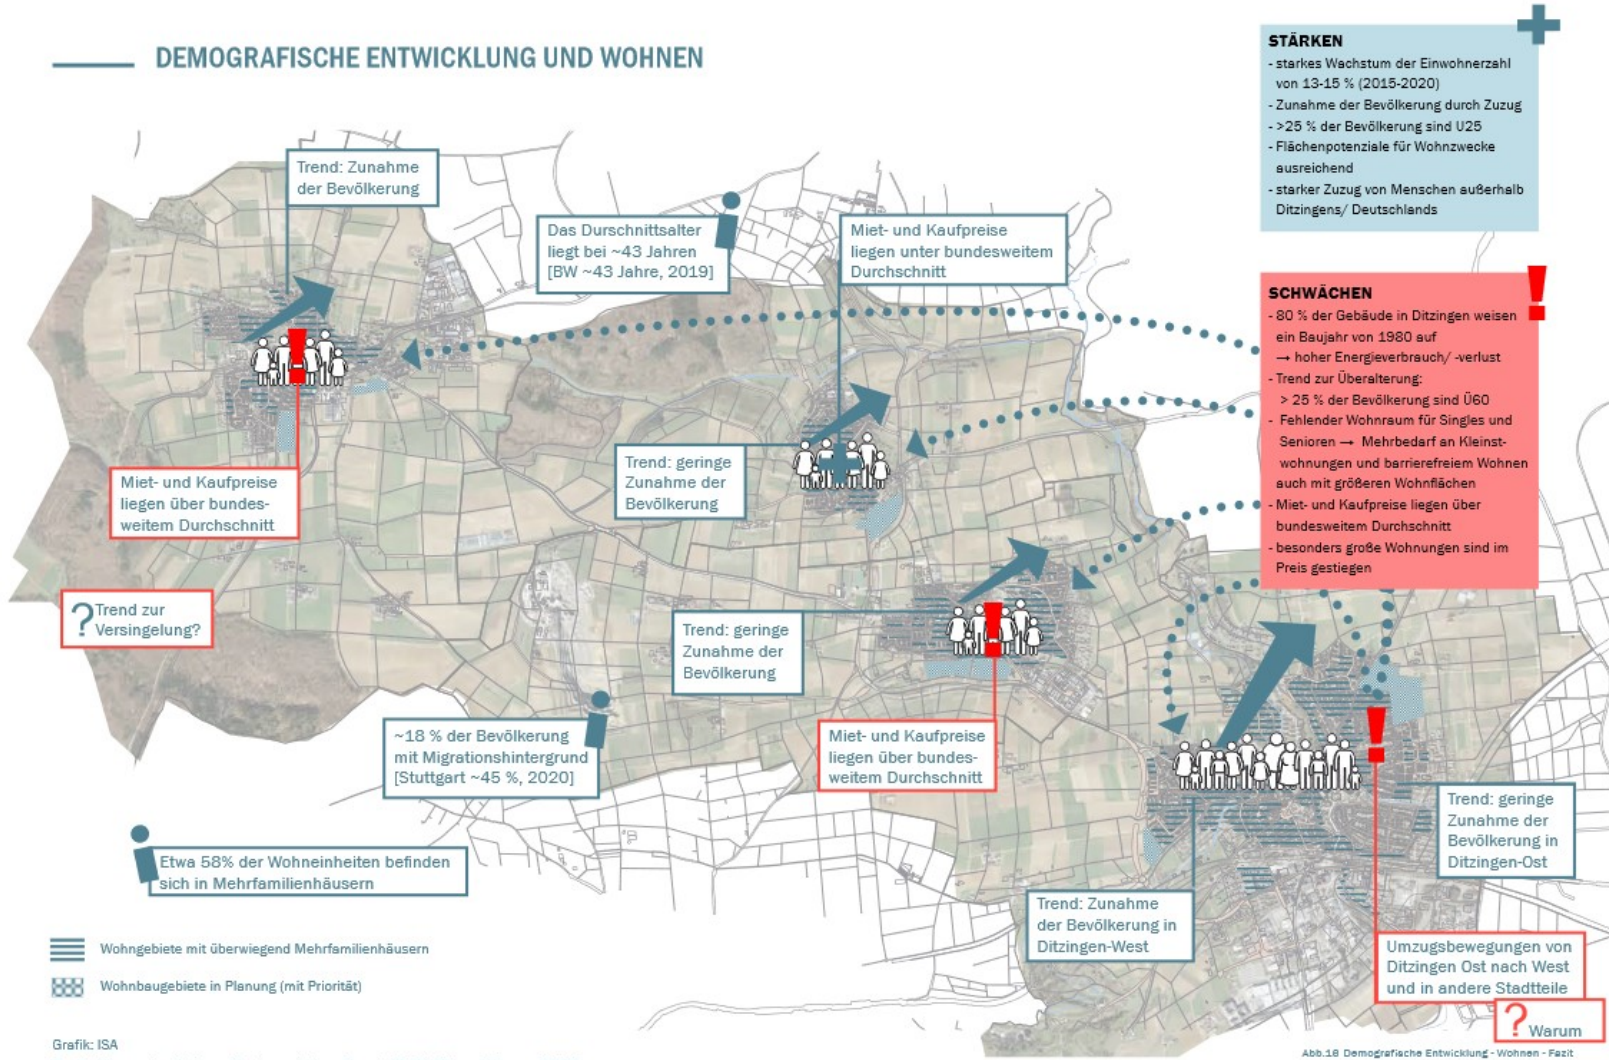 DEMOGRAFISCHE ENTWICKLUNG UND WOHNEN
STÄRKEN
- starkes Wachstum der Einwohnerzahl
von 13-15 % (2015-2020)
- Zunahme der Bevölkerung durch Zuzug
- >25 % der Bevölkerung sind U25
- Flächenpotenziale für Wohnzwecke
ausreichend
- starker Zuzug von Menschen außerhalb
Ditzingens/ Deutschlands
SCHWÄCHEN
- 80 % der Gebäude in Ditzingen weisen
ein Baujahr von 1980 auf
→ hoher Energieverbrauch/ -verlust
- Trend zur Überalterung:
> 25 % der Bevölkerung sind Ü60
- Fehlender Wohnraum für Singles und
Senioren → Mehrbedarf an Kleinst-
wohnungen und barrierefreiem Wohnen
auch mit größeren Wohnflächen
- Miet- und Kaufpreise liegen über
bundesweitem Durchschnitt
- besonders große Wohnungen sind im
Preis gestiegen
Trend: Zunahme
der Bevölkerung
Das Durschnittsalter
liegt bei ~43 Jahren
[BW ~43 Jahre, 2019]
Miet- und Kaufpreise
liegen unter bundesweitem
Durchschnitt
Trend: geringe
Zunahme der
Bevölkerung
Miet- und Kaufpreise
liegen über bundes-
weitem Durchschnitt
? Trend zur
Versingelung?
Trend: geringe
Zunahme der
Bevölkerung
~18 % der Bevölkerung
mit Migrationshintergrund
[Stuttgart ~45 %, 2020]
Miet- und Kaufpreise
liegen über bundes-
weitem Durchschnitt
Trend: geringe
Zunahme der
Bevölkerung in
Ditzingen-Ost
Etwa 58% der Wohneinheiten befinden
sich in Mehrfamilienhäusern
Trend: Zunahme
der Bevölkerung in
Ditzingen-West
Umzugsbewegungen von
Ditzingen Ost nach West
und in andere Stadtteile
? Warum
Wohngebiete mit überwiegend Mehrfamilienhäusern
Wohnbaugebiete in Planung (mit Priorität)
Grafik: ISA
Abb.18 Demografische Entwicklung - Wohnen - Fazit